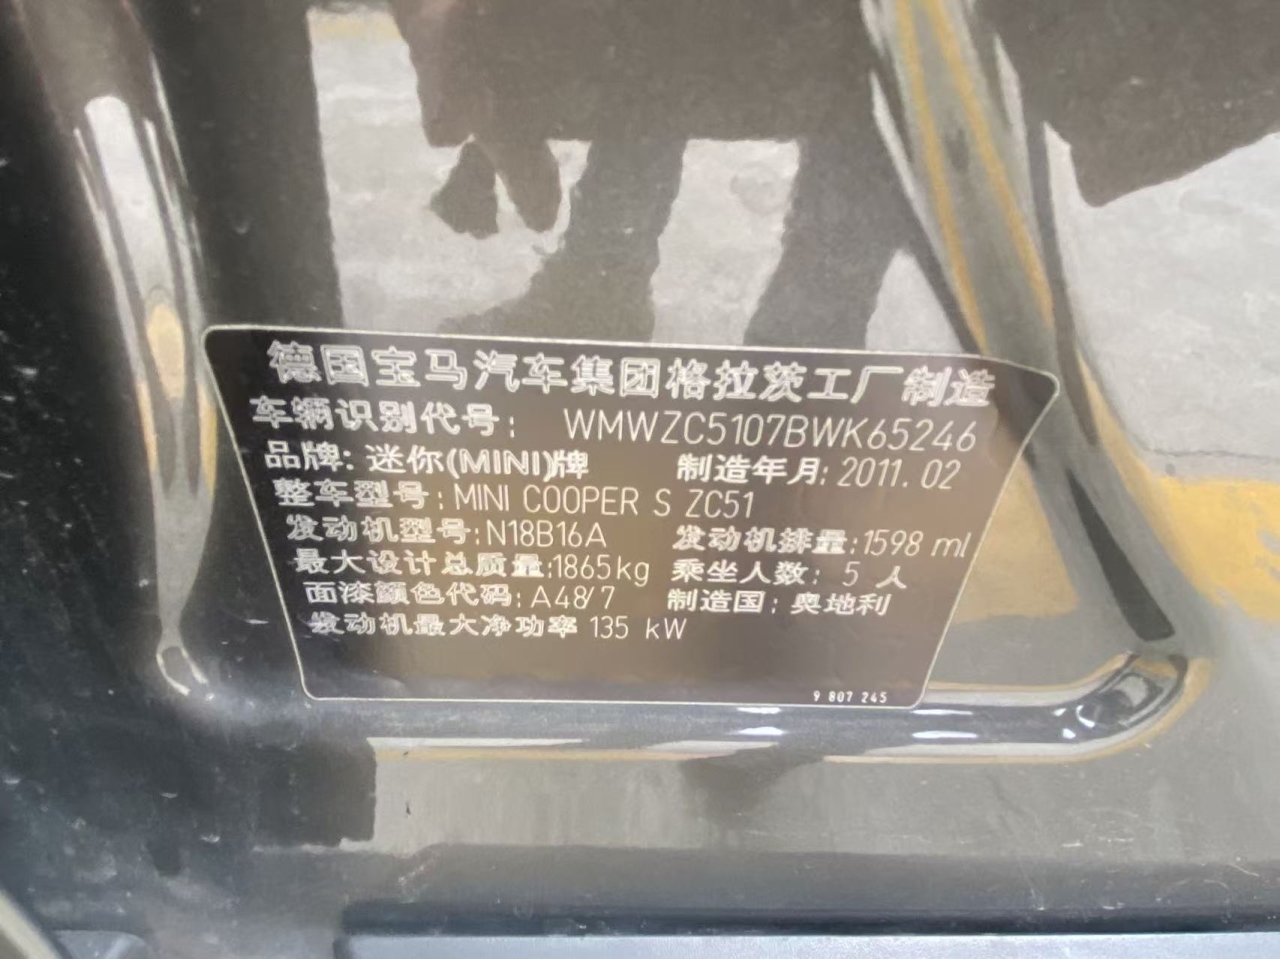 德国宝马汽车集团格拉茨工厂制造
车辆识别代号: WMWZC5107BWK65246
品牌: 迷你(MINI)牌 制造年月: 2011.02
整车型号: MINI COOPER S ZC51
发动机型号: N18B16A 发动机排量: 1598 ml
最大设计总质量: 1865kg 乘坐人数: 5 人
面漆颜色代码: A48/7 制造国: 奥地利
发动机最大净功率 135 kW
9 807 245